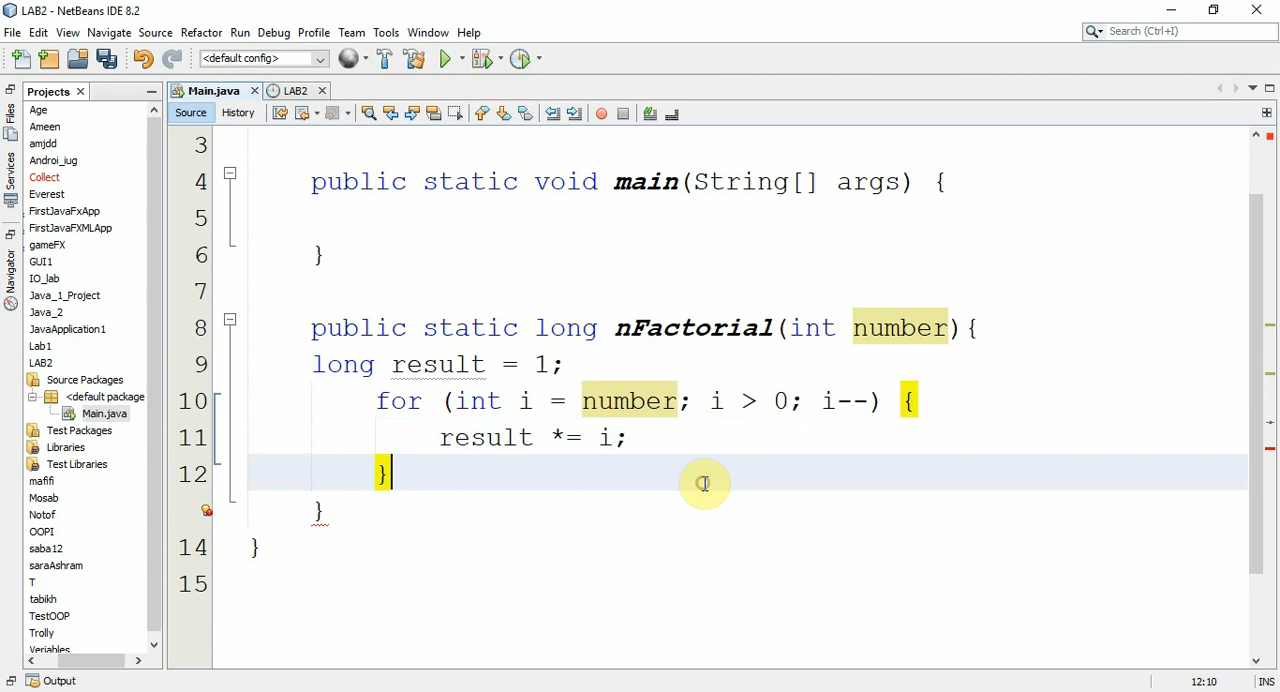 LAB2 - NetBeans IDE 8.2
File Edit View Navigate Source Refactor Run Debug Profile Team Tools Window Help
Search (Ctrl+I)
<default config>
Projects
Main.java
LAB2
Source History
Files
Services
Navigator
Age
Ameen
amjdd
Androi_iug
Collect
Everest
FirstJavaFxApp
FirstJavaFXMLApp
gameFX
GUI1
IO_lab
Java_1_Project
Java_2
JavaApplication1
Lab1
LAB2
Source Packages
<default package
Main.java
Test Packages
Libraries
Test Libraries
mafifi
Mosab
Notof
OOPI
saba12
saraAshram
T
tabikh
TestOOP
Trolly
Veriables
3
4 public static void main(String[] args) {
5
6 }
7
8 public static long nFactorial(int number){
9 long result = 1;
10 for (int i = number; i > 0; i--) {
11 result *= i;
12 }
}
14 }
15
Output
12:10 INS